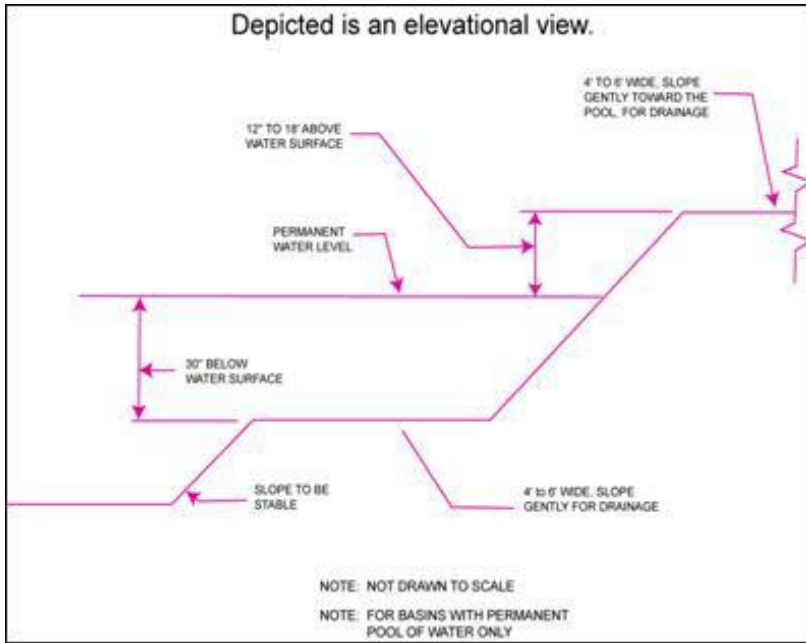 Depicted is an elevational view.
4' TO 6' WIDE, SLOPE
GENTLY TOWARD THE
POOL, FOR DRAINAGE
12" TO 18' ABOVE
WATER SURFACE
PERMANENT
WATER LEVEL
30" BELOW
WATER SURFACE
SLOPE TO BE
STABLE
4' to 6' WIDE, SLOPE
GENTLY FOR DRAINAGE
NOTE: NOT DRAWN TO SCALE
NOTE: FOR BASINS WITH PERMANENT
POOL OF WATER ONLY